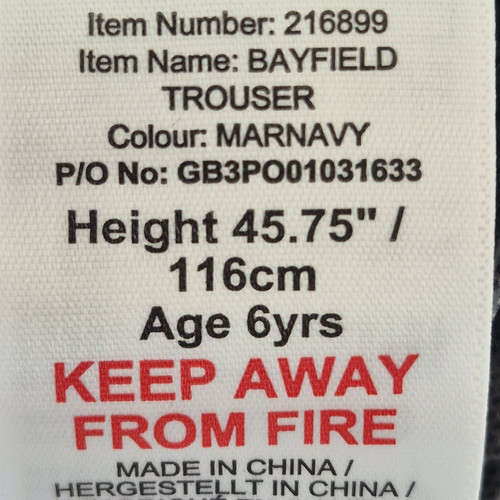 Item Number: 216899
Item Name: BAYFIELD
TROUSER
Colour: MARNAVY
P/O No: GB3PO01031633
Height 45.75" /
116cm
Age 6yrs
KEEP AWAY
FROM FIRE
MADE IN CHINA /
HERGESTELLT IN CHINA /